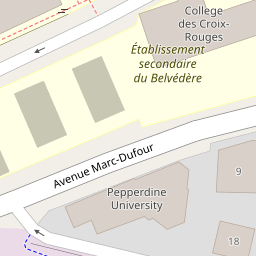 College
des Croix-
Rouges
Établissement
secondaire
du Belvédère
Avenue Marc-Dufour
Pepperdine
University
9
18